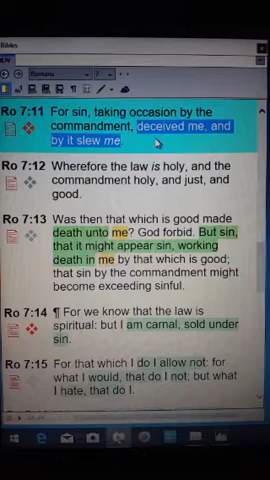 Bibles
KJV
Romans 7
Ro 7:11 For sin, taking occasion by the
commandment, deceived me, and
by it slew me.
Ro 7:12 Wherefore the law is holy, and the
commandment holy, and just, and
good.
Ro 7:13 Was then that which is good made
death unto me? God forbid. But sin,
that it might appear sin, working
death in me by that which is good;
that sin by the commandment might
become exceeding sinful.
Ro 7:14 ¶ For we know that the law is
spiritual: but I am carnal, sold under
sin.
Ro 7:15 For that which I do I allow not: for
what I would, that do I not; but what
I hate, that do I.